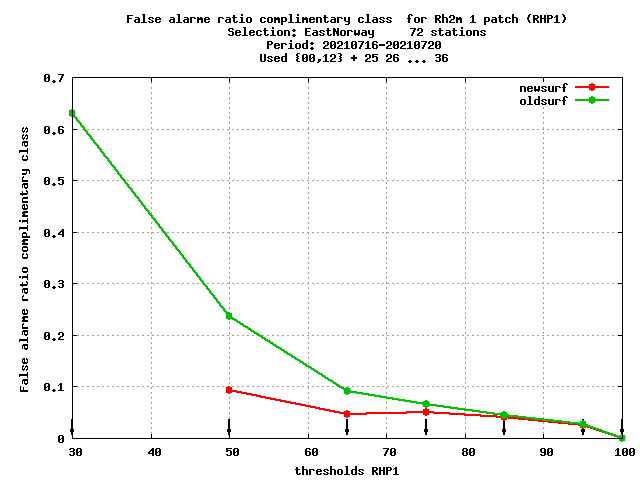 False alarme ratio complimentary class  for Rh2m 1 patch (RHP1)
Selection: EastNorway     72 stations
Period: 20210716-20210720
Used {00,12} + 25 26 ... 36
newsurf
oldsurf
False alarme ratio complimentary class
0.7
0.6
0.5
0.4
0.3
0.2
0.1
0
30 40 50 60 70 80 90 100
thresholds RHP1